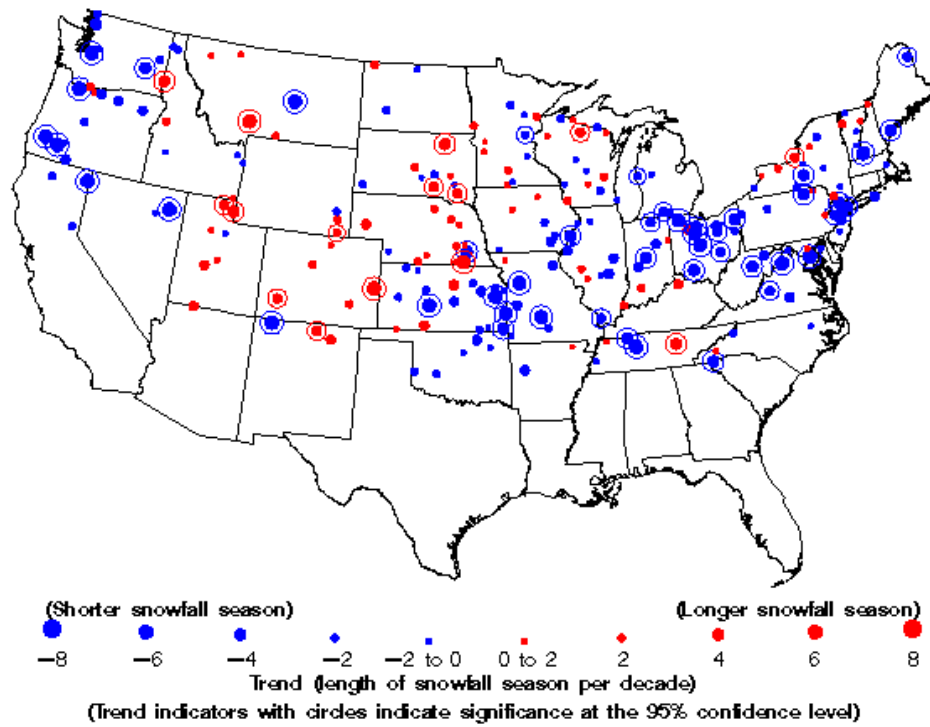 (Shorter snowfall season) (Longer snowfall season)
−8 −6 −4 −2 −2 to 0 0 to 2 2 4 6 8
Trend (length of snowfall season per decade)
(Trend indicators with circles indicate significance at the 95% confidence level)